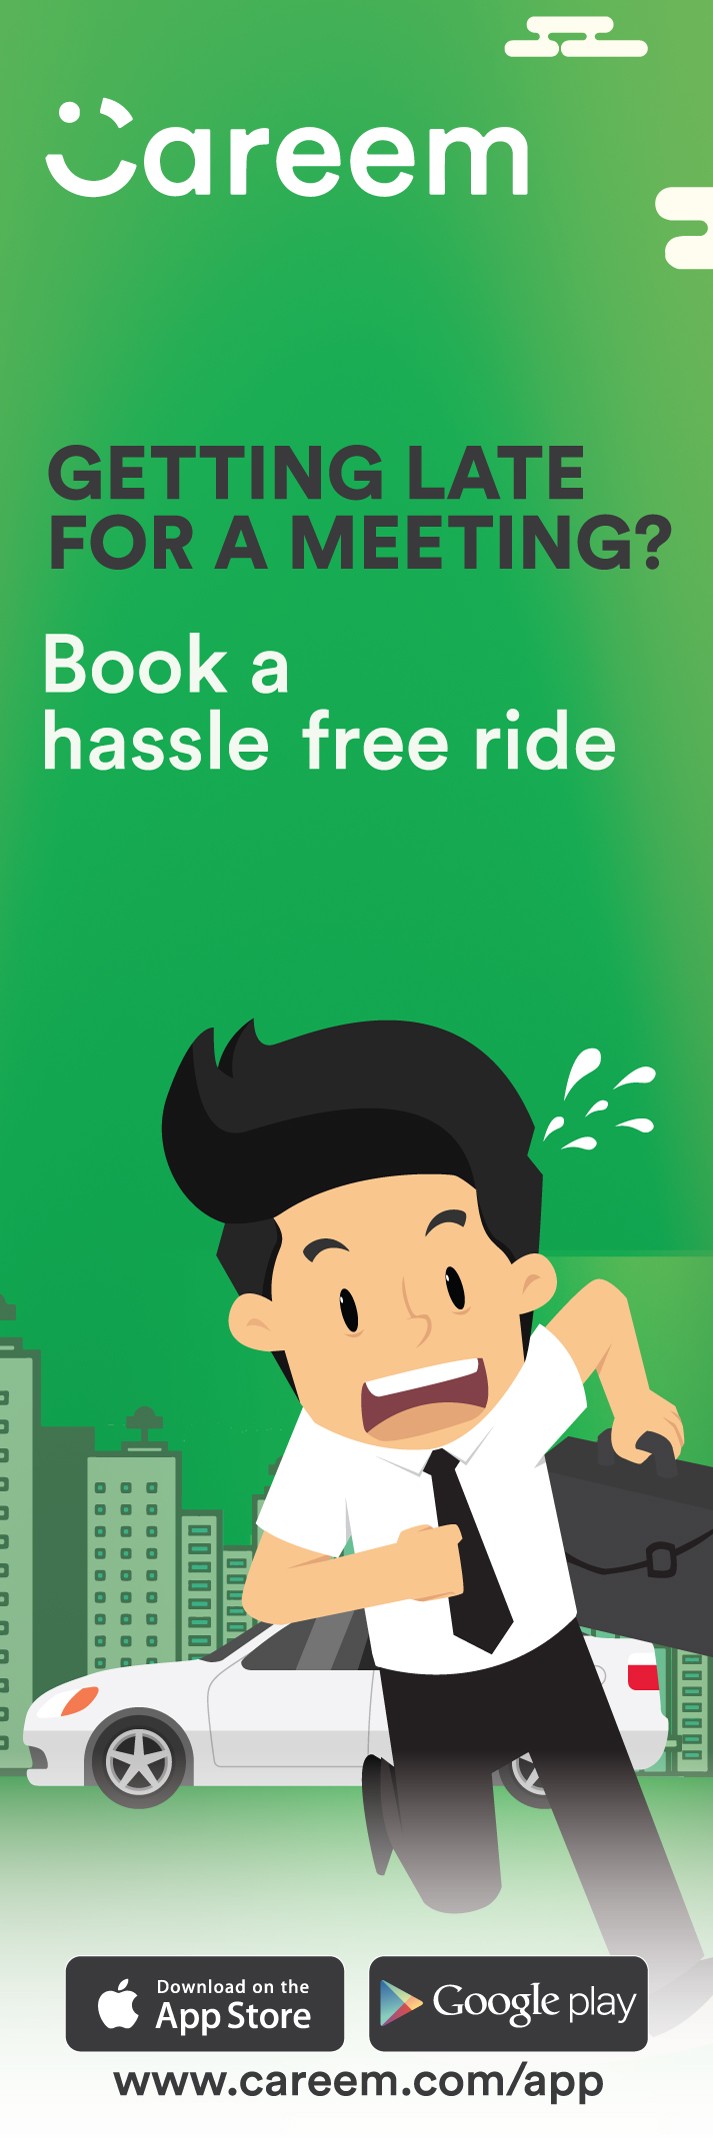 Careem
GETTING LATE
FOR A MEETING?
Book a
hassle free ride
Download on the
App Store
Google play
www.careem.com/app